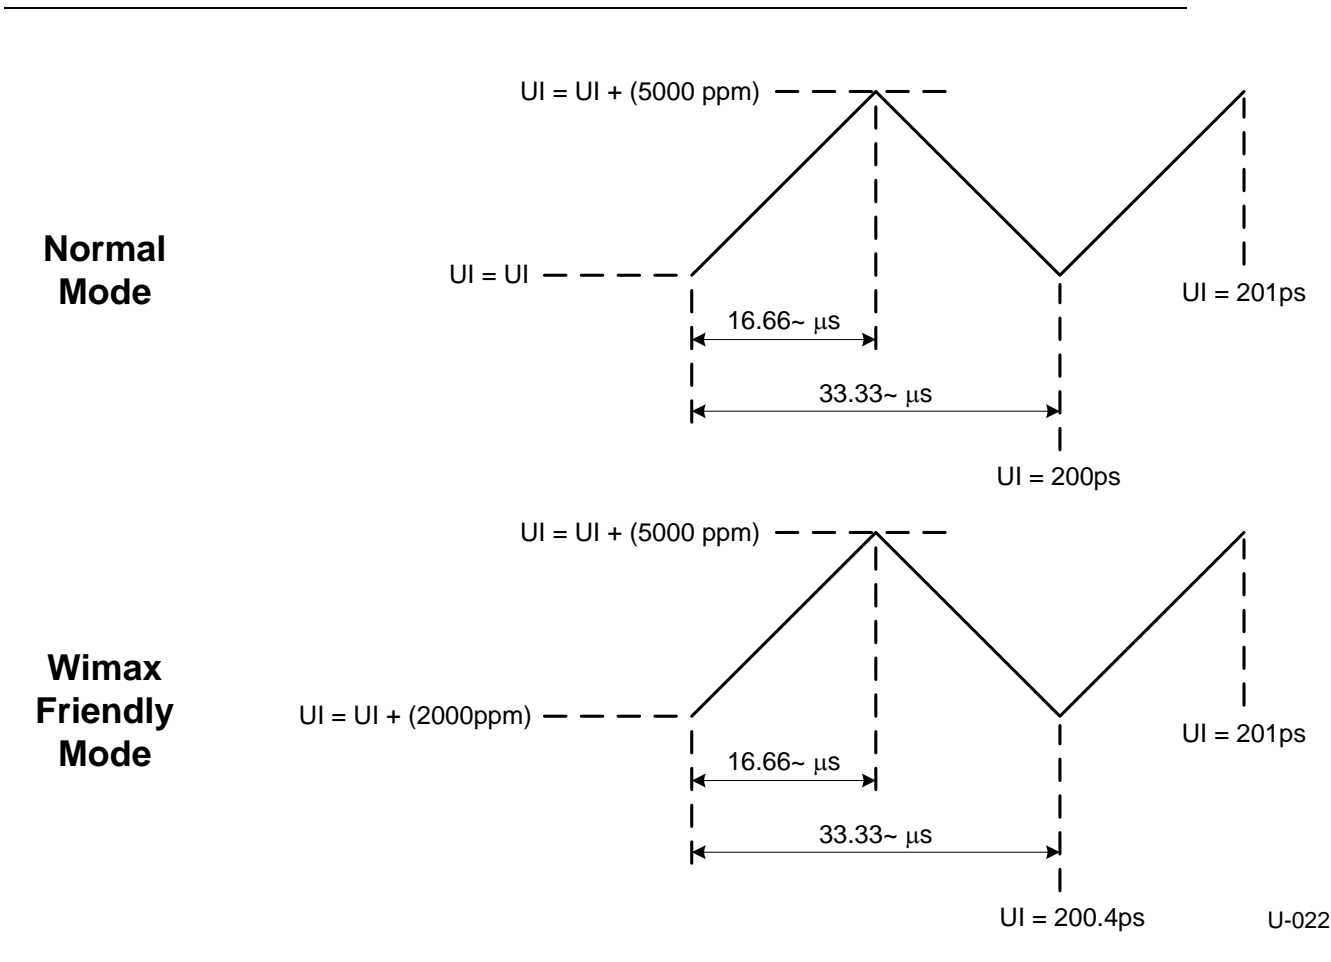 UI = UI + (5000 ppm)
Normal
Mode
UI = UI
UI = 201ps
16.66~ μs
33.33~ μs
UI = 200ps
UI = UI + (5000 ppm)
Wimax
Friendly
Mode
UI = UI + (2000ppm)
UI = 201ps
16.66~ μs
33.33~ μs
UI = 200.4ps
U-022